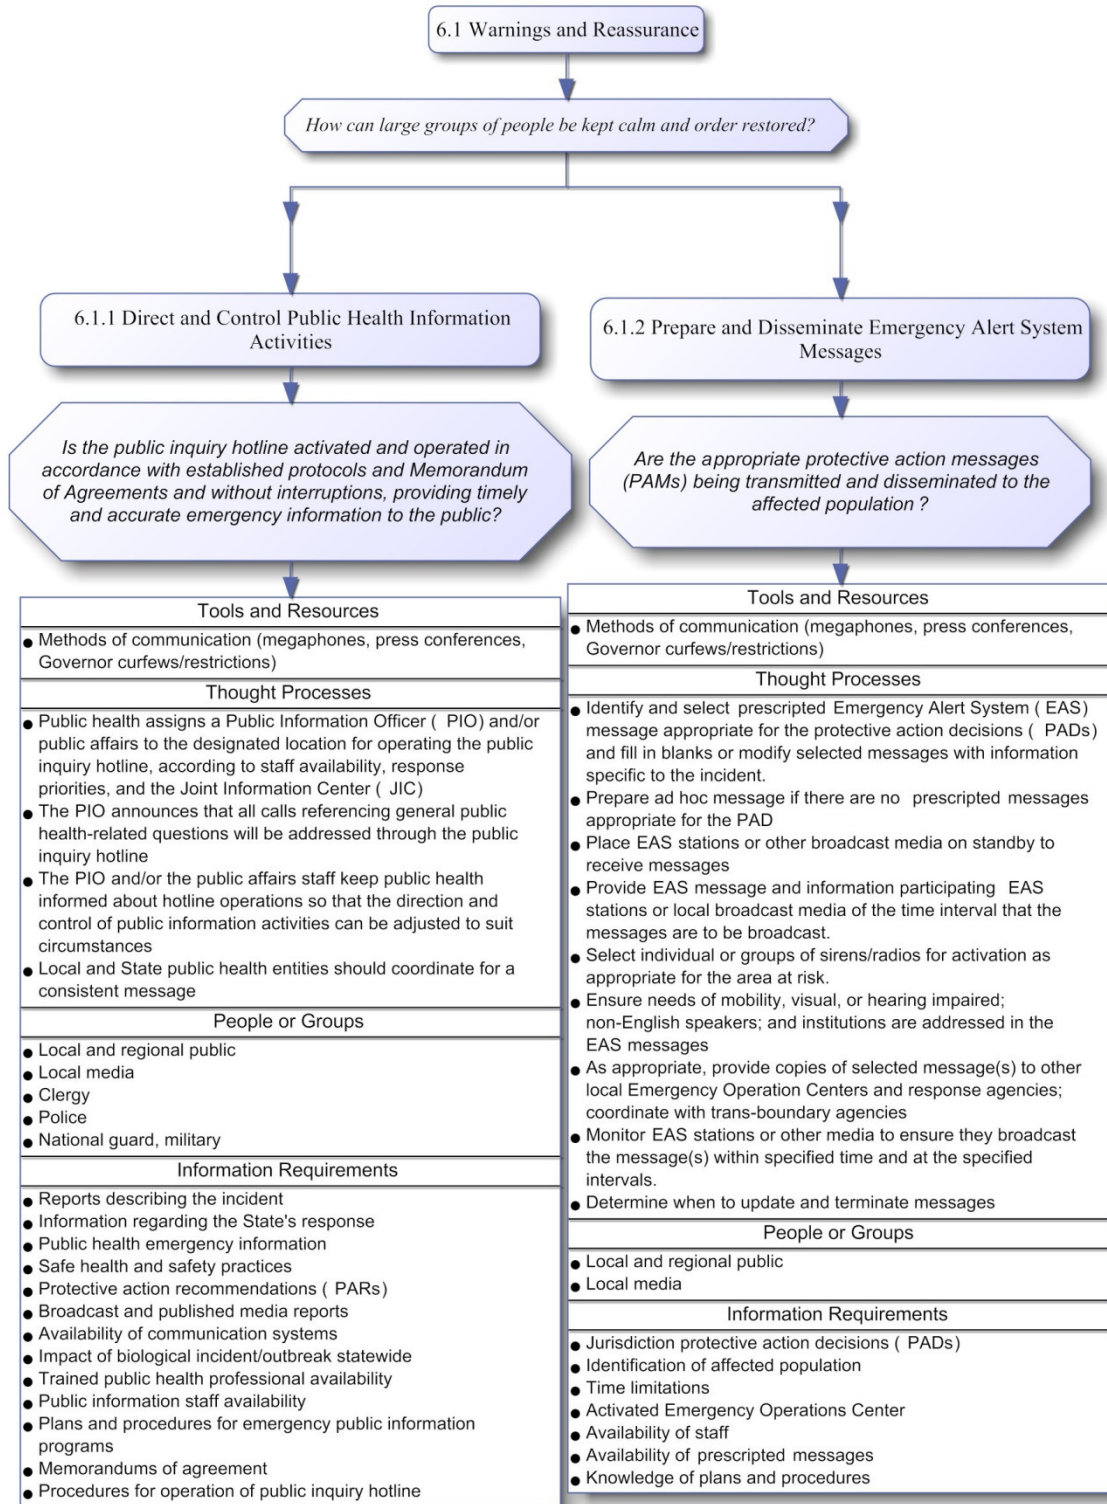 6.1 Warnings and Reassurance
How can large groups of people be kept calm and order restored?
6.1.1 Direct and Control Public Health Information
Activities
Is the public inquiry hotline activated and operated in
accordance with established protocols and Memorandum
of Agreements and without interruptions, providing timely
and accurate emergency information to the public?
Tools and Resources
● Methods of communication (megaphones, press conferences,
Governor curfews/restrictions)
Thought Processes
● Public health assigns a Public Information Officer ( PIO) and/or
public affairs to the designated location for operating the public
inquiry hotline, according to staff availability, response
priorities, and the Joint Information Center ( JIC)
● The PIO announces that all calls referencing general public
health-related questions will be addressed through the public
inquiry hotline
● The PIO and/or the public affairs staff keep public health
informed about hotline operations so that the direction and
control of public information activities can be adjusted to suit
circumstances
● Local and State public health entities should coordinate for a
consistent message
People or Groups
● Local and regional public
● Local media
● Clergy
● Police
● National guard, military
Information Requirements
● Reports describing the incident
● Information regarding the State's response
● Public health emergency information
● Safe health and safety practices
● Protective action recommendations ( PARs)
● Broadcast and published media reports
● Availability of communication systems
● Impact of biological incident/outbreak statewide
● Trained public health professional availability
● Public information staff availability
● Plans and procedures for emergency public information
programs
● Memorandums of agreement
● Procedures for operation of public inquiry hotline
6.1.2 Prepare and Disseminate Emergency Alert System
Messages
Are the appropriate protective action messages
(PAMs) being transmitted and disseminated to the
affected population ?
Tools and Resources
● Methods of communication (megaphones, press conferences,
Governor curfews/restrictions)
Thought Processes
● Identify and select prescripted Emergency Alert System ( EAS)
message appropriate for the protective action decisions ( PADs)
and fill in blanks or modify selected messages with information
specific to the incident.
● Prepare ad hoc message if there are no prescripted messages
appropriate for the PAD
● Place EAS stations or other broadcast media on standby to
receive messages
● Provide EAS message and information participating EAS
stations or local broadcast media of the time interval that the
messages are to be broadcast.
● Select individual or groups of sirens/radios for activation as
appropriate for the area at risk.
● Ensure needs of mobility, visual, or hearing impaired;
non-English speakers; and institutions are addressed in the
EAS messages
● As appropriate, provide copies of selected message(s) to other
local Emergency Operation Centers and response agencies;
coordinate with trans-boundary agencies
● Monitor EAS stations or other media to ensure they broadcast
the message(s) within specified time and at the specified
intervals.
● Determine when to update and terminate messages
People or Groups
● Local and regional public
● Local media
Information Requirements
● Jurisdiction protective action decisions ( PADs)
● Identification of affected population
● Time limitations
● Activated Emergency Operations Center
● Availability of staff
● Availability of prescripted messages
● Knowledge of plans and procedures